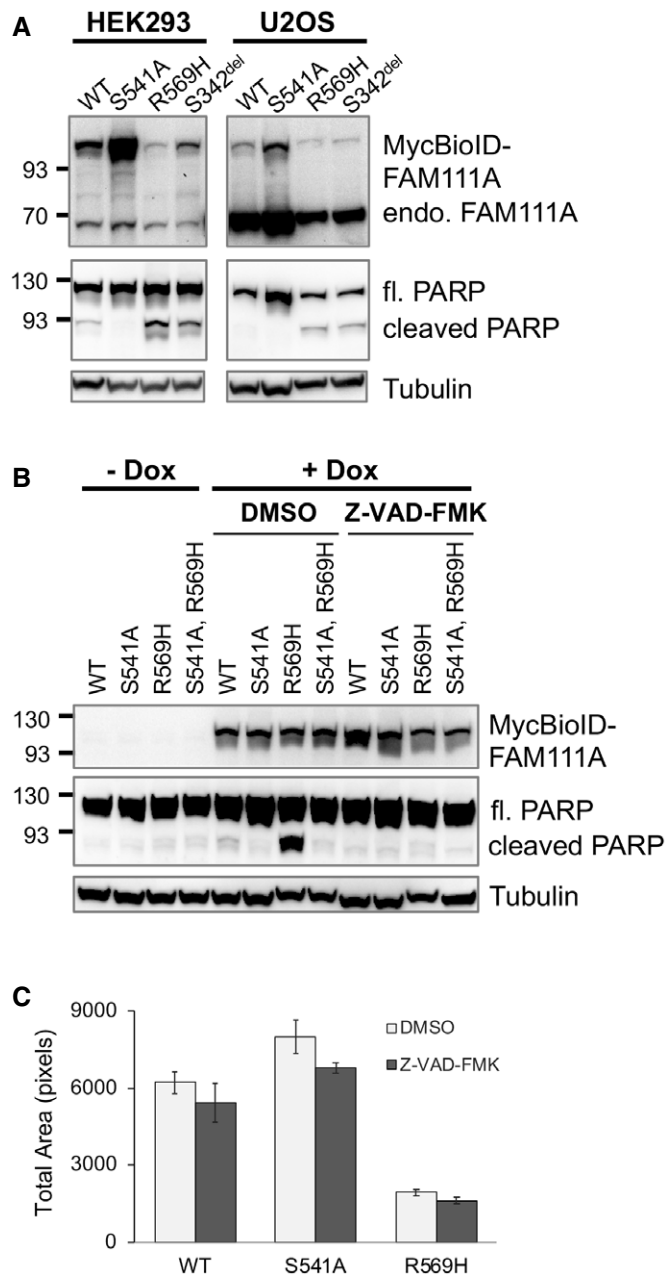 A
HEK293 U2OS
WT S541A R569H S342del WT S541A R569H S342del
MycBioID-
93
FAM111A
70
endo. FAM111A
130
fl. PARP
93
cleaved PARP
Tubulin
B
- Dox + Dox
DMSO Z-VAD-FMK
WT S541A R569H S541A, R569H WT S541A R569H S541A, R569H WT S541A R569H S541A, R569H
130
MycBioID-
93
FAM111A
130
fl. PARP
93
cleaved PARP
Tubulin
C
9000
DMSO
Z-VAD-FMK
6000
Total Area (pixels)
3000
0
WT S541A R569H